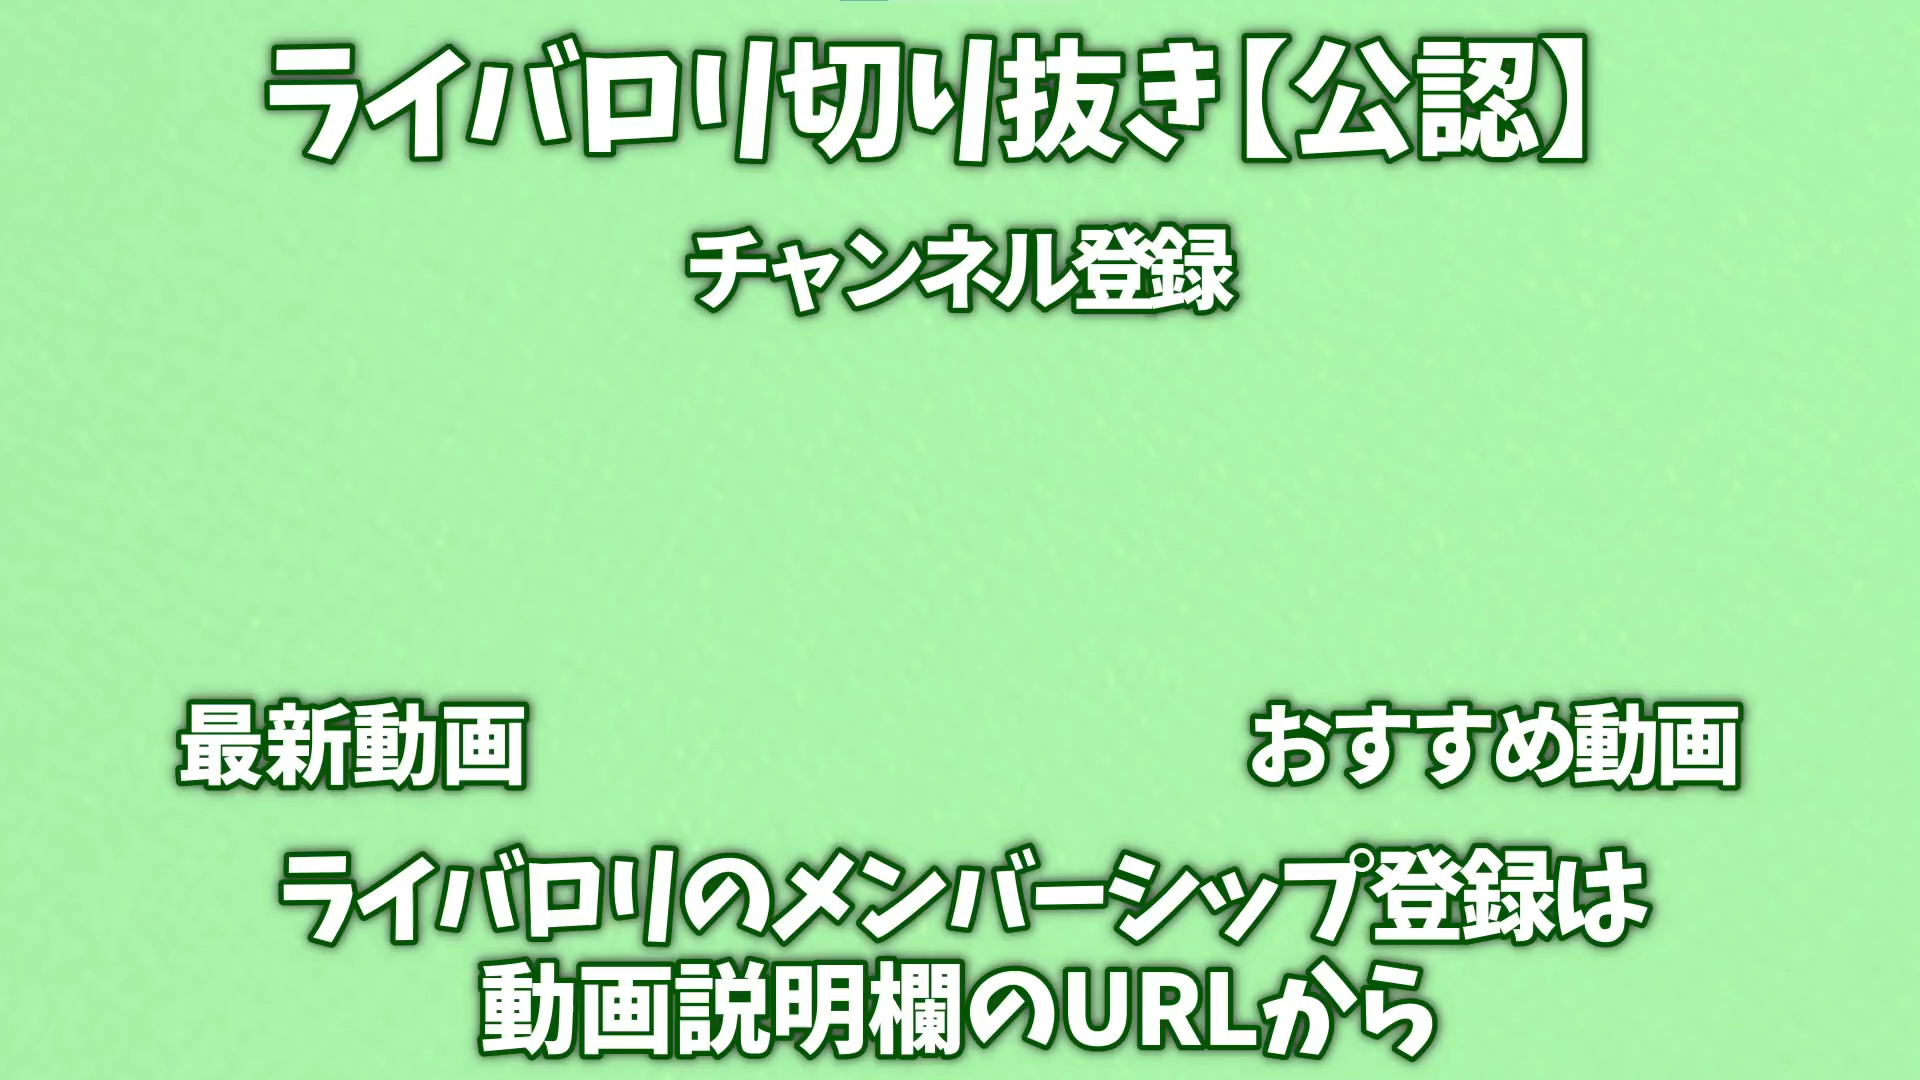 ライバロリ切り抜き【公認】
チャンネル登録
最新動画
おすすめ動画
ライバロリのメンバーシップ登録は
動画説明欄のURLから